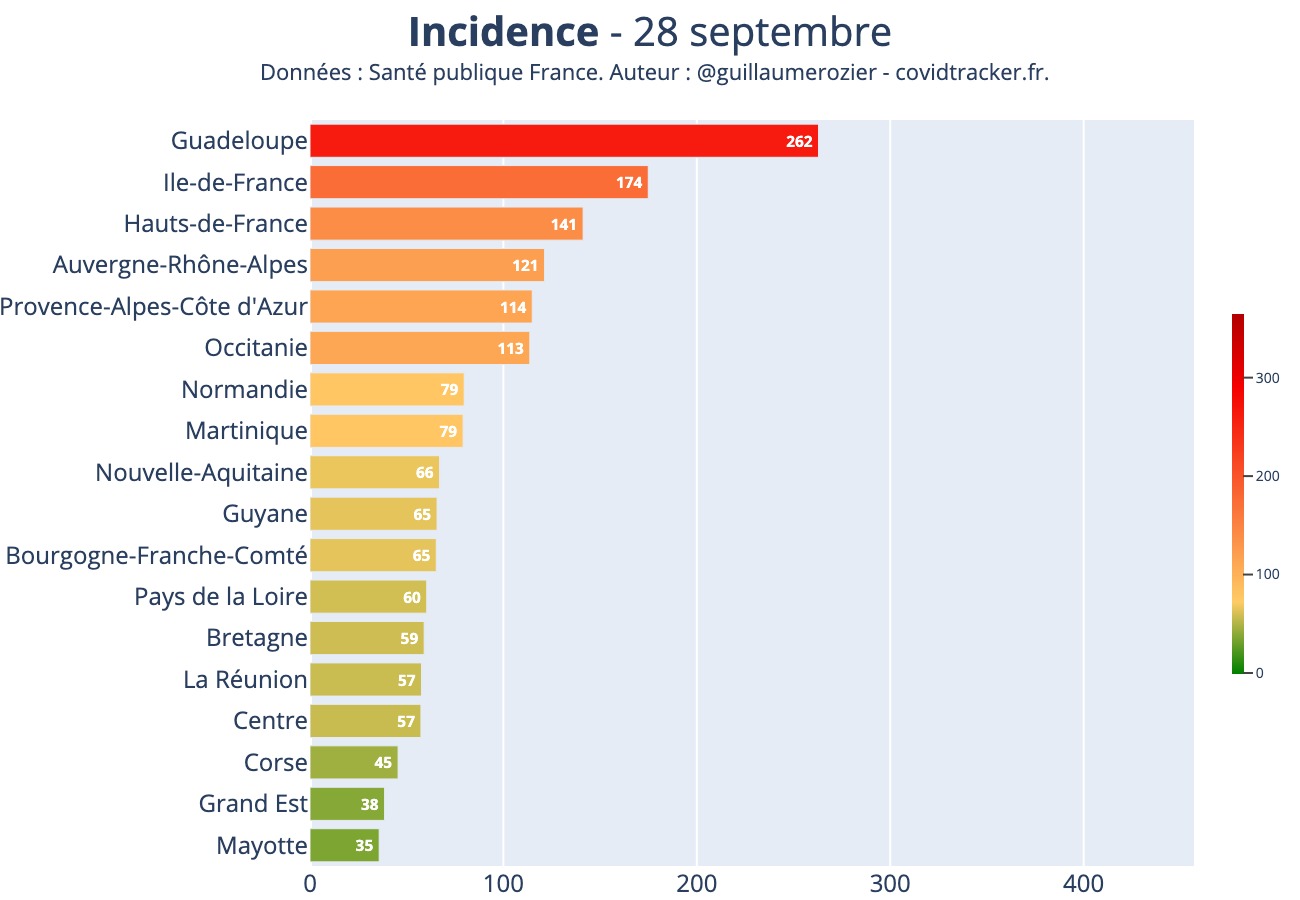 Incidence - 28 septembre
Données : Santé publique France. Auteur : @guillaumerozier - covidtracker.fr.
Guadeloupe 262
Ile-de-France 174
Hauts-de-France 141
Auvergne-Rhône-Alpes 121
Provence-Alpes-Côte d'Azur 114
Occitanie 113
Normandie 79
Martinique 79
Nouvelle-Aquitaine 66
Guyane 65
Bourgogne-Franche-Comté 65
Pays de la Loire 60
Bretagne 59
La Réunion 57
Centre 57
Corse 45
Grand Est 38
Mayotte 35
0 100 200 300 400
300
200
100
0